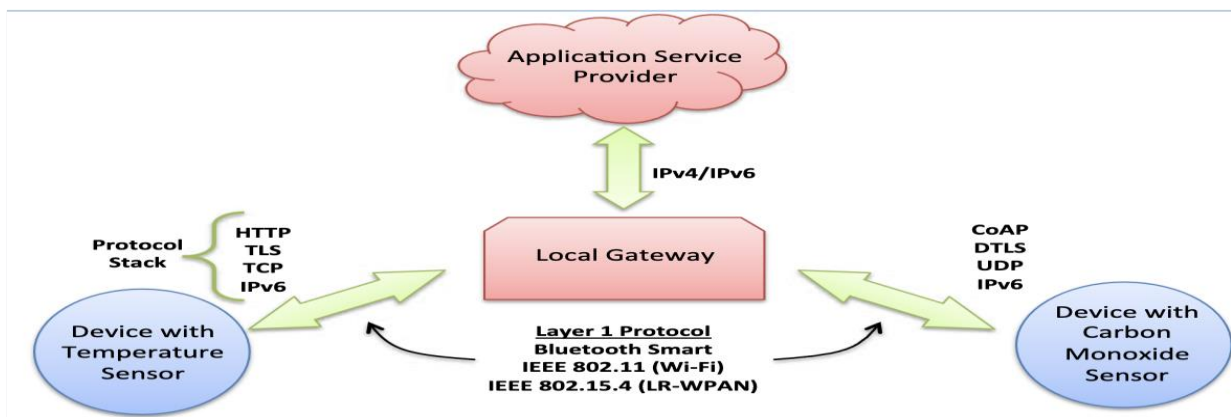 Application Service
Provider
IPv4/IPv6
Protocol
Stack
HTTP
TLS
TCP
IPv6
Local Gateway
CoAP
DTLS
UDP
IPv6
Device with
Temperature
Sensor
Layer 1 Protocol
Bluetooth Smart
IEEE 802.11 (Wi-Fi)
IEEE 802.15.4 (LR-WPAN)
Device with
Carbon
Monoxide
Sensor